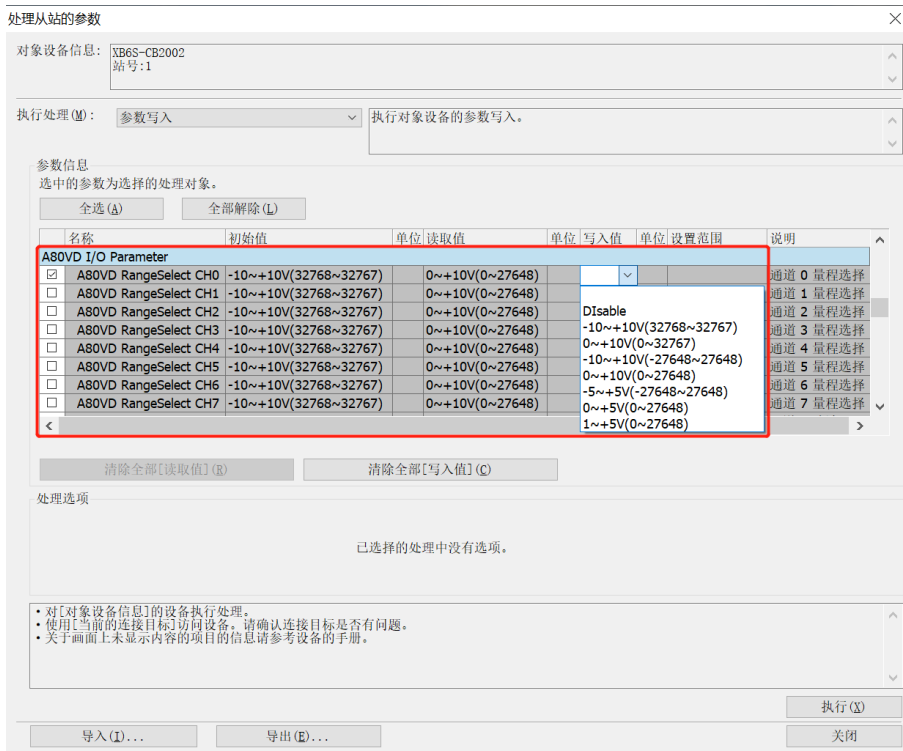 处理从站的参数
对象设备信息:
XB6S-CB2002
站号:1
执行处理(M):
参数写入
执行对象设备的参数写入。
参数信息
选中的参数为选择的处理对象。
全选(A) 全部解除(L)
名称 初始值 单位 读取值 单位 写入值 单位 设置范围 说明
A80VD I/O Parameter
A80VD RangeSelect CH0 -10~+10V(32768~32767) 0~+10V(0~27648) 通道 0 量程选择
A80VD RangeSelect CH1 -10~+10V(32768~32767) 0~+10V(0~27648) 通道 1 量程选择
A80VD RangeSelect CH2 -10~+10V(32768~32767) 0~+10V(0~27648) 通道 2 量程选择
A80VD RangeSelect CH3 -10~+10V(32768~32767) 0~+10V(0~27648) 通道 3 量程选择
A80VD RangeSelect CH4 -10~+10V(32768~32767) 0~+10V(0~27648) 通道 4 量程选择
A80VD RangeSelect CH5 -10~+10V(32768~32767) 0~+10V(0~27648) 通道 5 量程选择
A80VD RangeSelect CH6 -10~+10V(32768~32767) 0~+10V(0~27648) 通道 6 量程选择
A80VD RangeSelect CH7 -10~+10V(32768~32767) 0~+10V(0~27648) 通道 7 量程选择
DIsable
-10~+10V(32768~32767)
0~+10V(0~32767)
-10~+10V(-27648~27648)
0~+10V(0~27648)
-5~+5V(-27648~27648)
0~+5V(0~27648)
1~+5V(0~27648)
清除全部[读取值](R) 清除全部[写入值](C)
处理选项
已选择的处理中没有选项。
•对[对象设备信息]的设备执行处理。
•使用[当前的连接目标]访问设备。请确认连接目标是否有问题。
•关于画面上未显示内容的项目的信息请参考设备的手册。
执行(X)
导入(I)... 导出(E)... 关闭